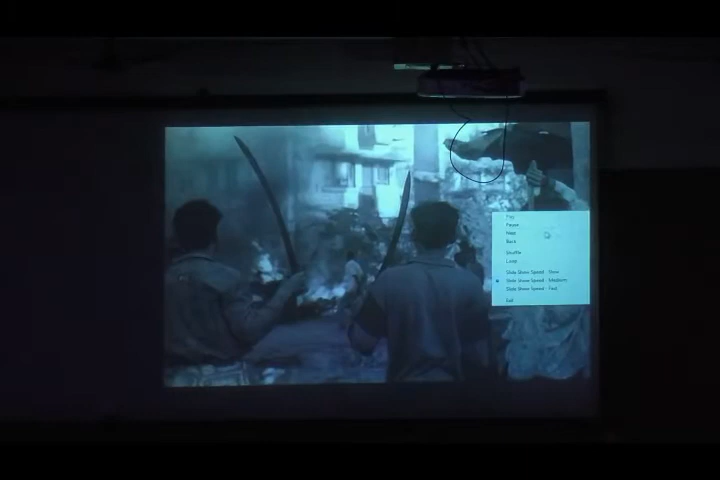 Play
Pause
Next
Back
Shuffle
Loop
Slide Show Speed - Slow
Slide Show Speed - Medium
Slide Show Speed - Fast
Exit